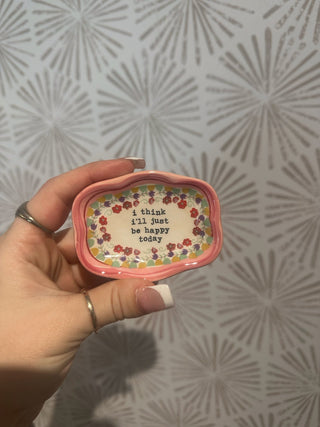 i think
i'll just
be happy
today